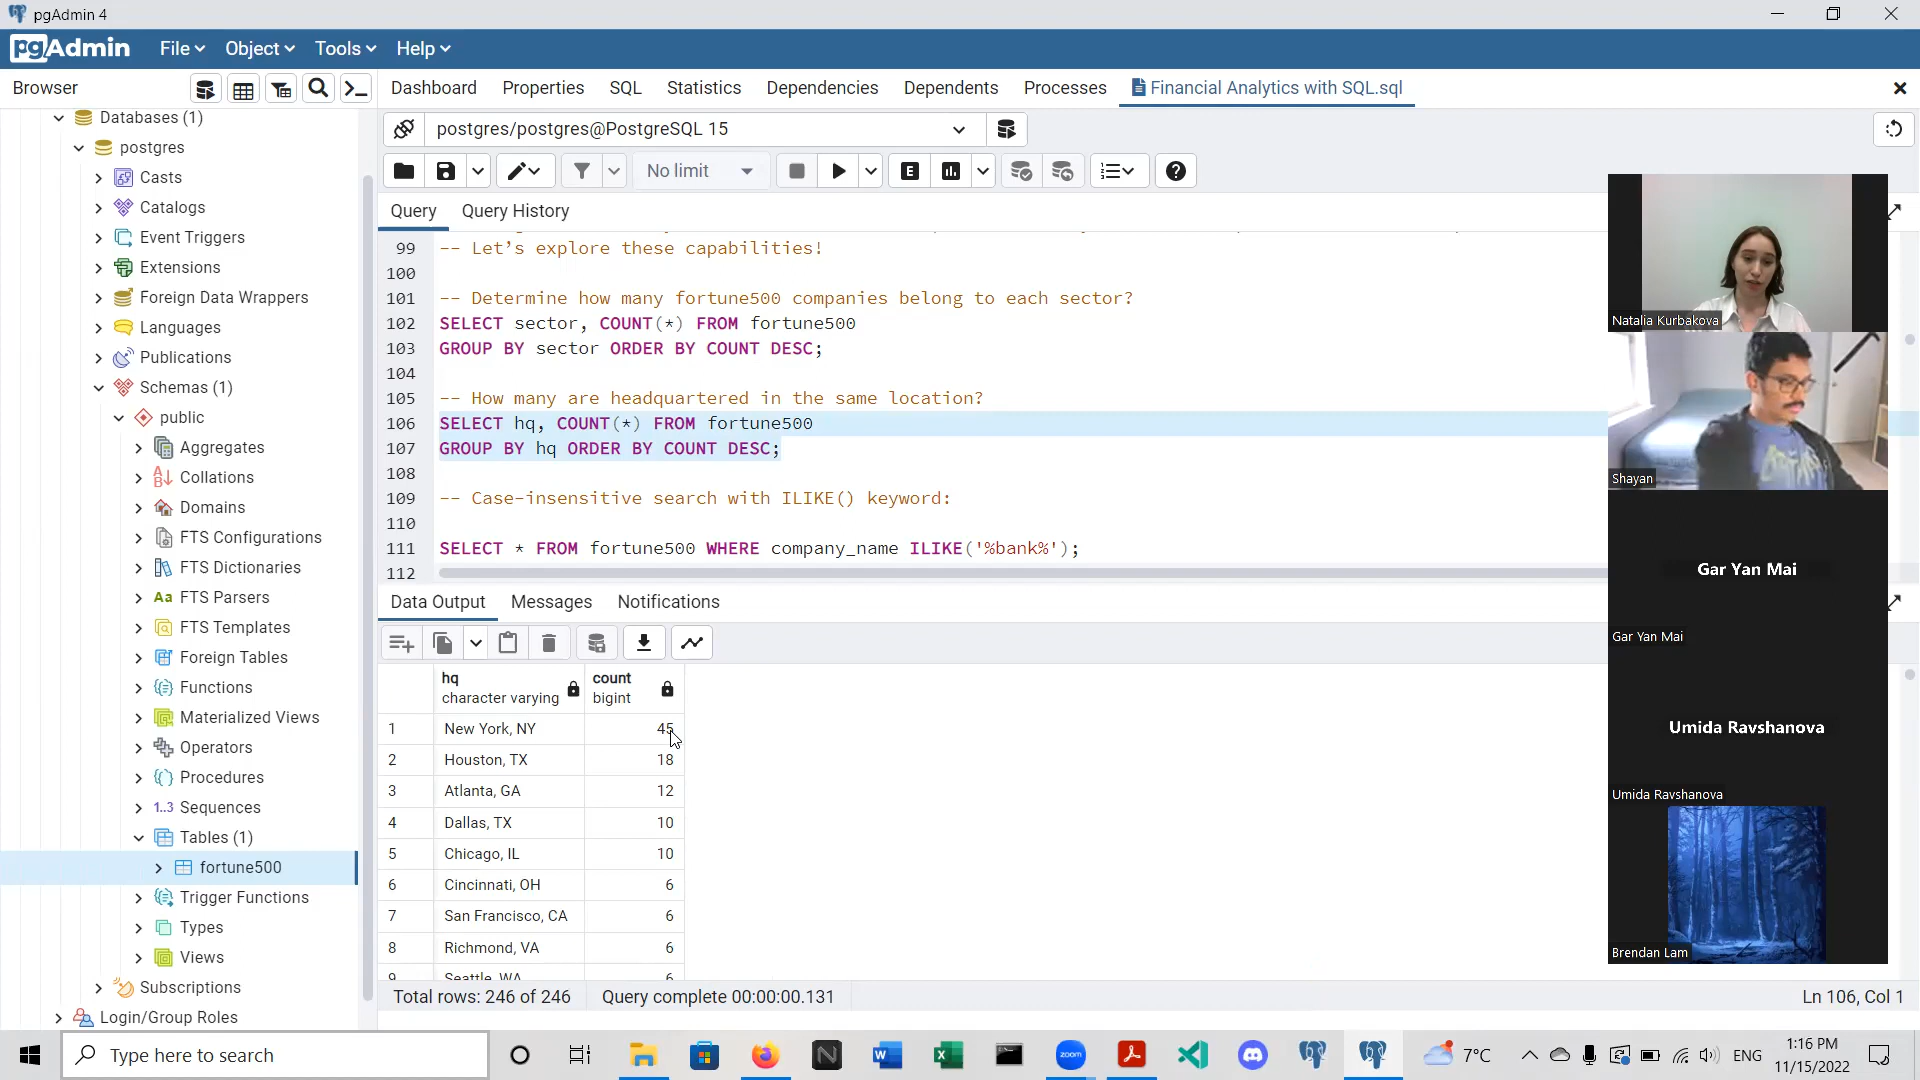 pgAdmin 4
pgAdmin File Object Tools Help
Browser Dashboard Properties SQL Statistics Dependencies Dependents Processes Financial Analytics with SQL.sql
Databases (1)
postgres
Casts
Catalogs
Event Triggers
Extensions
Foreign Data Wrappers
Languages
Publications
Schemas (1)
public
Aggregates
Collations
Domains
FTS Configurations
FTS Dictionaries
Aa FTS Parsers
FTS Templates
Foreign Tables
Functions
Materialized Views
Operators
Procedures
1..3 Sequences
Tables (1)
fortune500
Trigger Functions
Types
Views
Subscriptions
Login/Group Roles
postgres/postgres@PostgreSQL 15
No limit E
Query Query History
99 -- Let's explore these capabilities!
100
101 -- Determine how many fortune500 companies belong to each sector?
102 SELECT sector, COUNT(*) FROM fortune500
103 GROUP BY sector ORDER BY COUNT DESC;
104
105 -- How many are headquartered in the same location?
106 SELECT hq, COUNT(*) FROM fortune500
107 GROUP BY hq ORDER BY COUNT DESC;
108
109 -- Case-insensitive search with ILIKE() keyword:
110
111 SELECT * FROM fortune500 WHERE company_name ILIKE('%bank%');
112
Data Output Messages Notifications
hq count
character varying bigint
1 New York, NY 45
2 Houston, TX 18
3 Atlanta, GA 12
4 Dallas, TX 10
5 Chicago, IL 10
6 Cincinnati, OH 6
7 San Francisco, CA 6
8 Richmond, VA 6
9 Seattle, WA 6
Total rows: 246 of 246 Query complete 00:00:00.131 Ln 106, Col 1
Natalia Kurbakova
Shayan
Gar Yan Mai
Gar Yan Mai
Umida Ravshanova
Umida Ravshanova
Brendan Lam
Type here to search
zoom
7°C
ENG
1:16 PM
11/15/2022